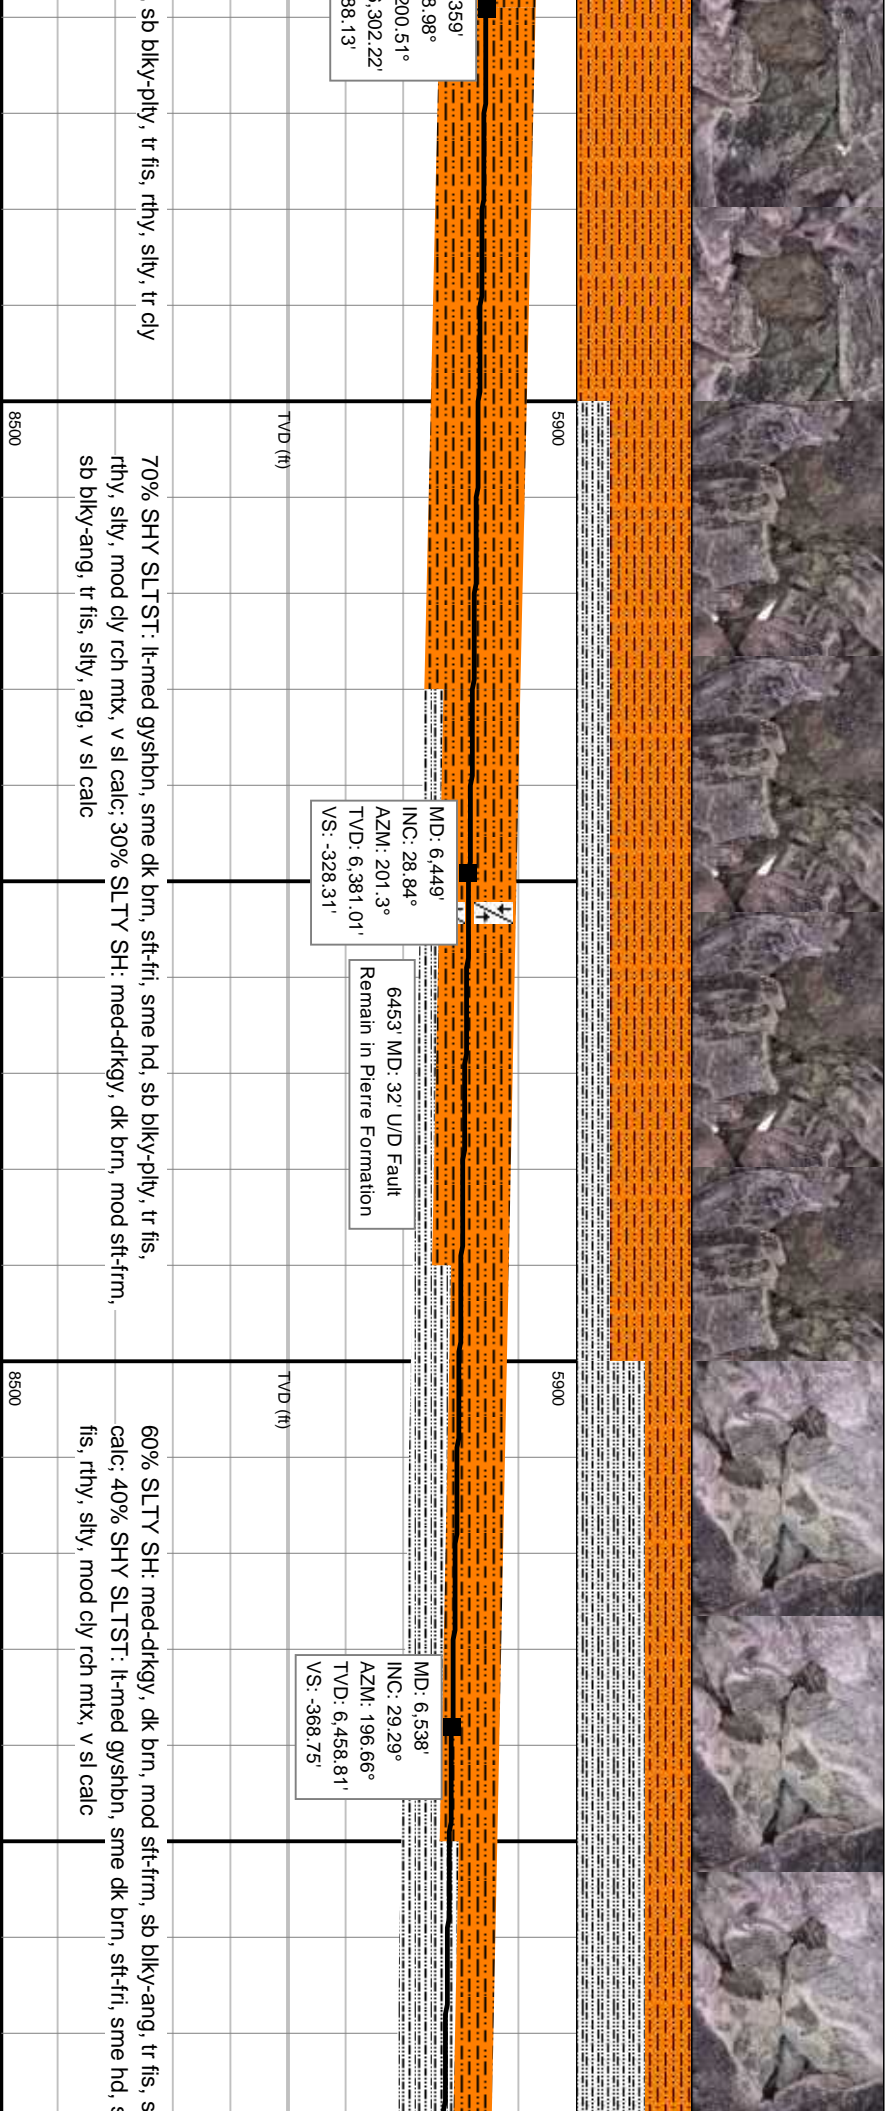 359'
8.98°
200.51°
6,302.22'
88.13'
, sb blky-plty, tr fis, rthy, slty, tr cly
5900
TVD (ft)
8500
70% SHY SLTST: lt-med gyshbn, sme dk brn, sft-fri, sme hd, sb blky-plty, tr fis,
rthy, slty, mod cly rch mtx, v sl calc; 30% SLTY SH: med-drkgy, dk brn, mod sft-frm,
sb blky-ang, tr fis, slty, arg, v sl calc
MD: 6,449'
INC: 28.84°
AZM: 201.3°
TVD: 6,381.01'
VS: -328.31'
6453' MD: 32' U/D Fault
Remain in Pierre Formation
5900
TVD (ft)
8500
60% SLTY SH: med-drkgy, dk brn, mod sft-frm, sb blky-ang, tr fis, s
calc; 40% SHY SLTST: lt-med gyshbn, sme dk brn, sft-fri, sme hd, s
fis, rthy, slty, mod cly rch mtx, v sl calc
MD: 6,538'
INC: 29.29°
AZM: 196.66°
TVD: 6,458.81'
VS: -368.75'